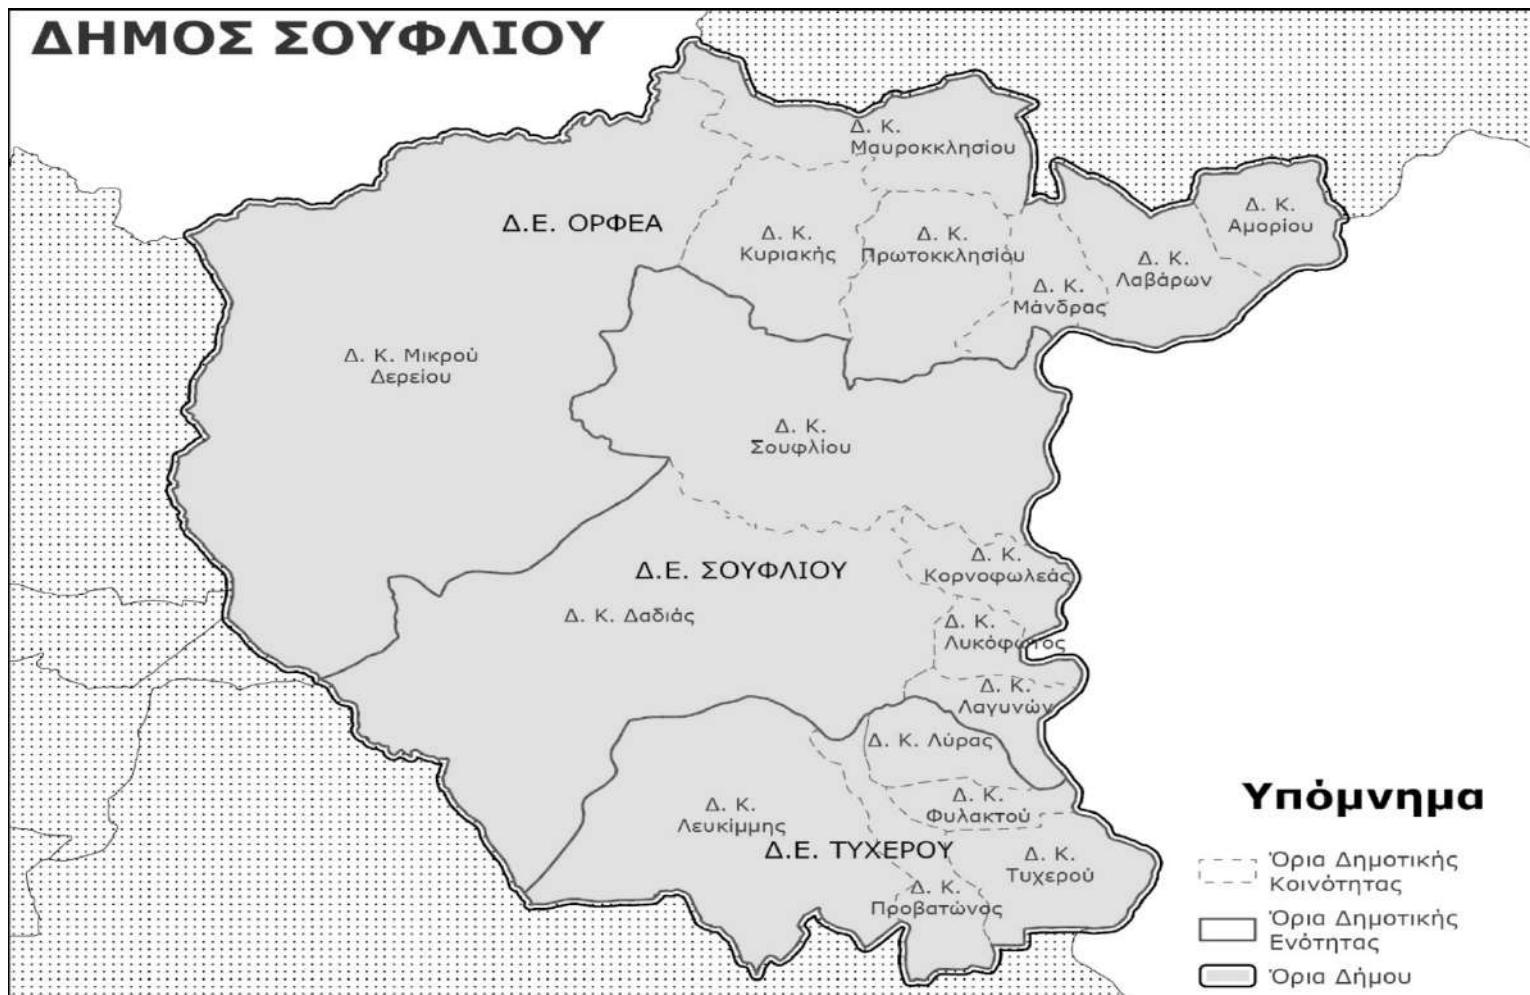 ΔΗΜΟΣ ΣΟΥΦΛΙΟΥ
Δ. Κ.
Μαυροκκλησίου
Δ.Ε. ΟΡΦΕΑ
Δ. Κ.
Κυριακής
Δ. Κ.
Πρωτοκκλησίου
Δ. Κ.
Μάνδρας
Δ. Κ.
Λαβάρων
Δ. Κ.
Αμορίου
Δ. Κ. Μικρού
Δερείου
Δ. Κ.
Σουφλίου
Δ.Ε. ΣΟΥΦΛΙΟΥ
Δ. Κ. Δαδιάς
Δ. Κ.
Κορνοφωλεάς
Δ. Κ.
Λυκόφωτος
Δ. Κ.
Λαγυνών
Δ. Κ. Λύρας
Δ. Κ.
Φυλακτού
Δ. Κ.
Λευκίμμης
Δ.Ε. ΤΥΧΕΡΟΥ
Δ. Κ.
Τυχερού
Δ. Κ.
Προβατώνος
Υπόμνημα
Όρια Δημοτικής
Κοινότητας
Όρια Δημοτικής
Ενότητας
Όρια Δήμου